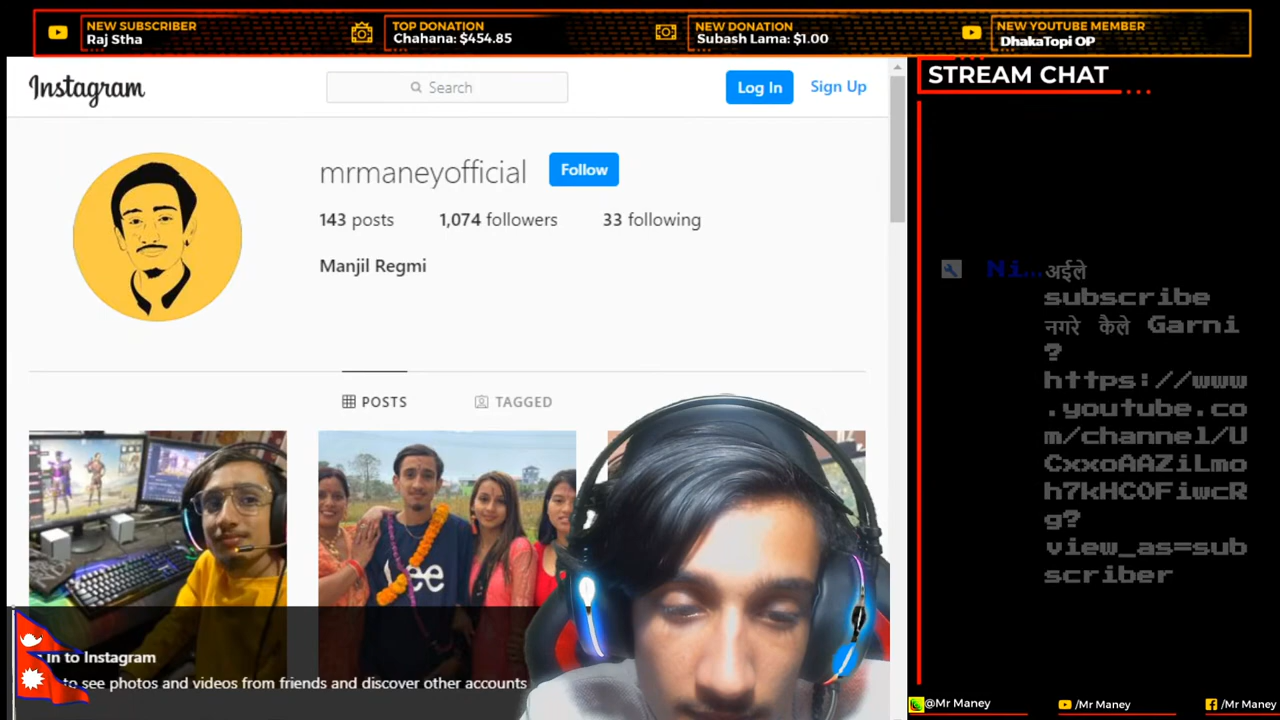 NEW SUBSCRIBER
Raj Stha
TOP DONATION
Chahana: $454.85
NEW DONATION
Subash Lama: $1.00
NEW YOUTUBE MEMBER
DhakaTopi OP
Instagram
Search
Log In
Sign Up
mrmaneyofficial
Follow
143 posts
1,074 followers
33 following
Manjil Regmi
POSTS
TAGGED
in to Instagram
to see photos and videos from friends and discover other accounts
STREAM CHAT
Ni... अईले
subscribe
नगरे कैले Garni
?
https://www
.youtube.co
m/channel/U
CxxoAAZiLmo
h7kHCOFiwcR
g?
view_as=sub
scriber
@Mr Maney
/Mr Maney
/Mr Maney